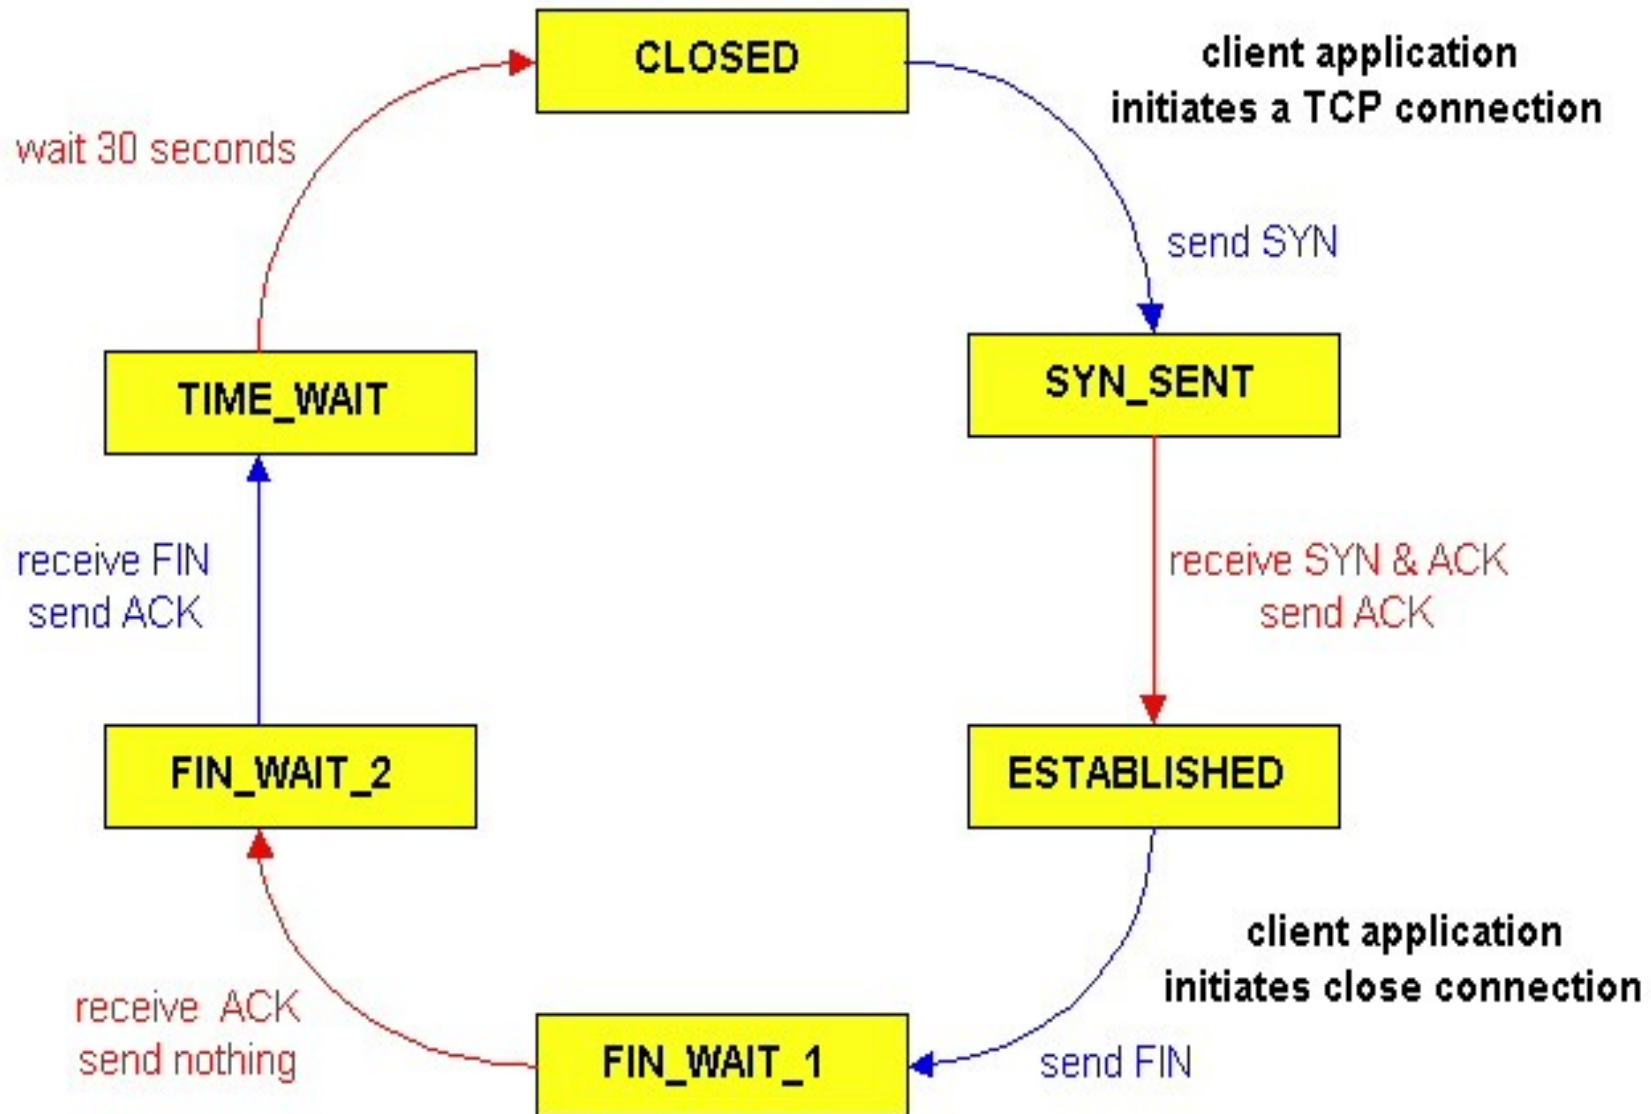 CLOSED
client application
initiates a TCP connection
wait 30 seconds
send SYN
TIME_WAIT
SYN_SENT
receive FIN
send ACK
receive SYN & ACK
send ACK
FIN_WAIT_2
ESTABLISHED
client application
initiates close connection
receive ACK
send nothing
FIN_WAIT_1
send FIN